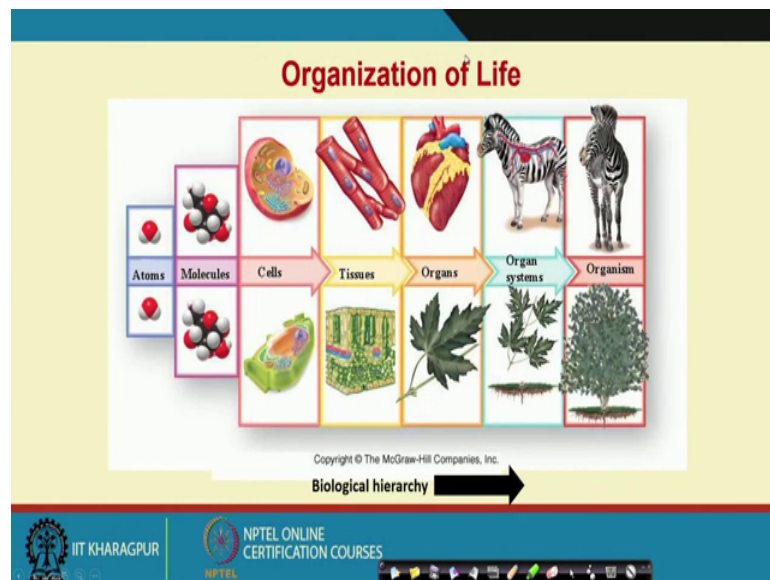 Organization of Life
Atoms
Molecules
Cells
Tissues
Organs
Organ
systems
Organism
Copyright © The McGraw-Hill Companies, Inc.
Biological hierarchy
IIT KHARAGPUR
NPTEL
NPTEL ONLINE
CERTIFICATION COURSES